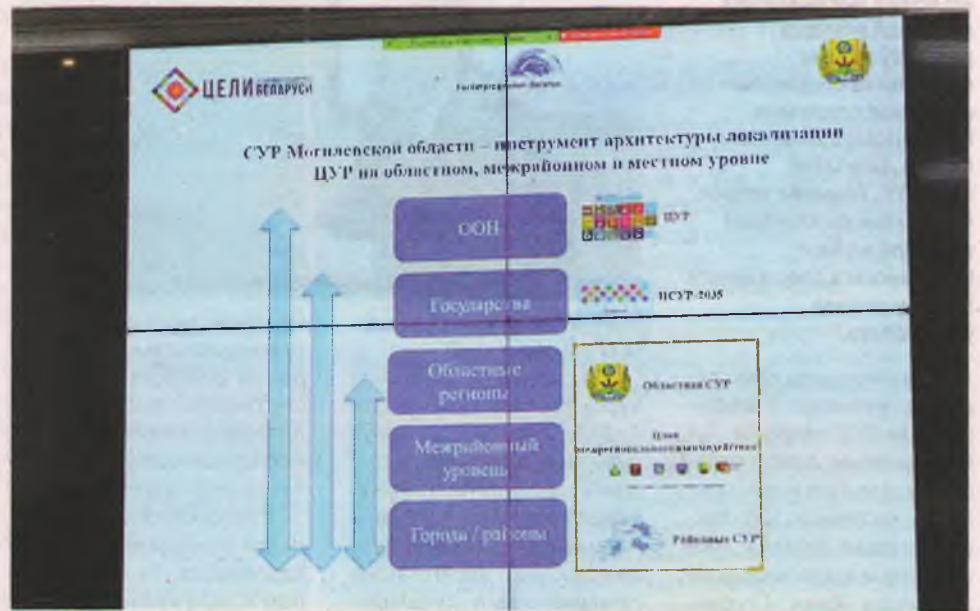 ЦЕЛИ БЕЛАРУСИ
СУР Могилевской области – инструмент архитектуры локализации
ЦУР на областном, межрайонном и местном уровне
ООН
ЦУР
Государства
НСУР-2035
Областные
регионы
Областная СУР
Межрайонный
уровень
Города / районы
Районные СУР